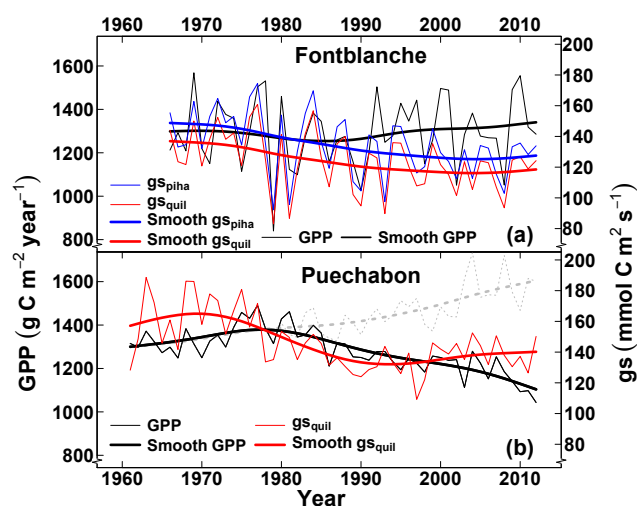 1960 1970 1980 1990 2000 2010
Fontblanche
1600
1400
1200
1000
800
200
180
160
140
120
100
80
gspiha
gsquil
Smooth gspiha
Smooth gsquil
GPP
Smooth GPP
(a)
Puechabon
1600
1400
1200
1000
800
200
180
160
140
120
100
80
GPP
Smooth GPP
gsquil
Smooth gsquil
(b)
1960 1970 1980 1990 2000 2010
Year
GPP (g C m−2 year−1)
gs (mmol C m−2 s−1)